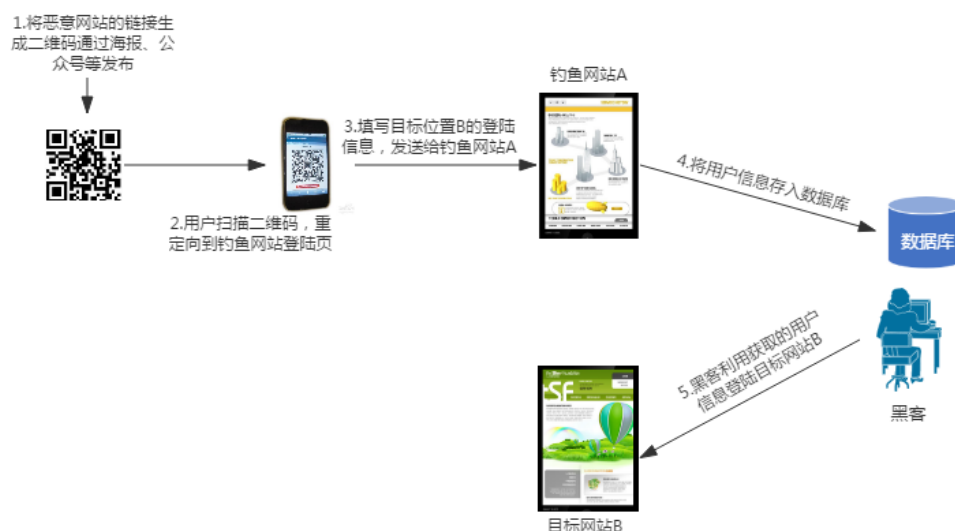 1.将恶意网站的链接生
成二维码通过海报、公
众号等发布
2.用户扫描二维码，重
定向到钓鱼网站登陆页
3.填写目标位置B的登陆
信息，发送给钓鱼网站A
钓鱼网站A
4.将用户信息存入数据库
数据库
黑客
5.黑客利用获取的用户
信息登陆目标网站B
SF
目标网站B